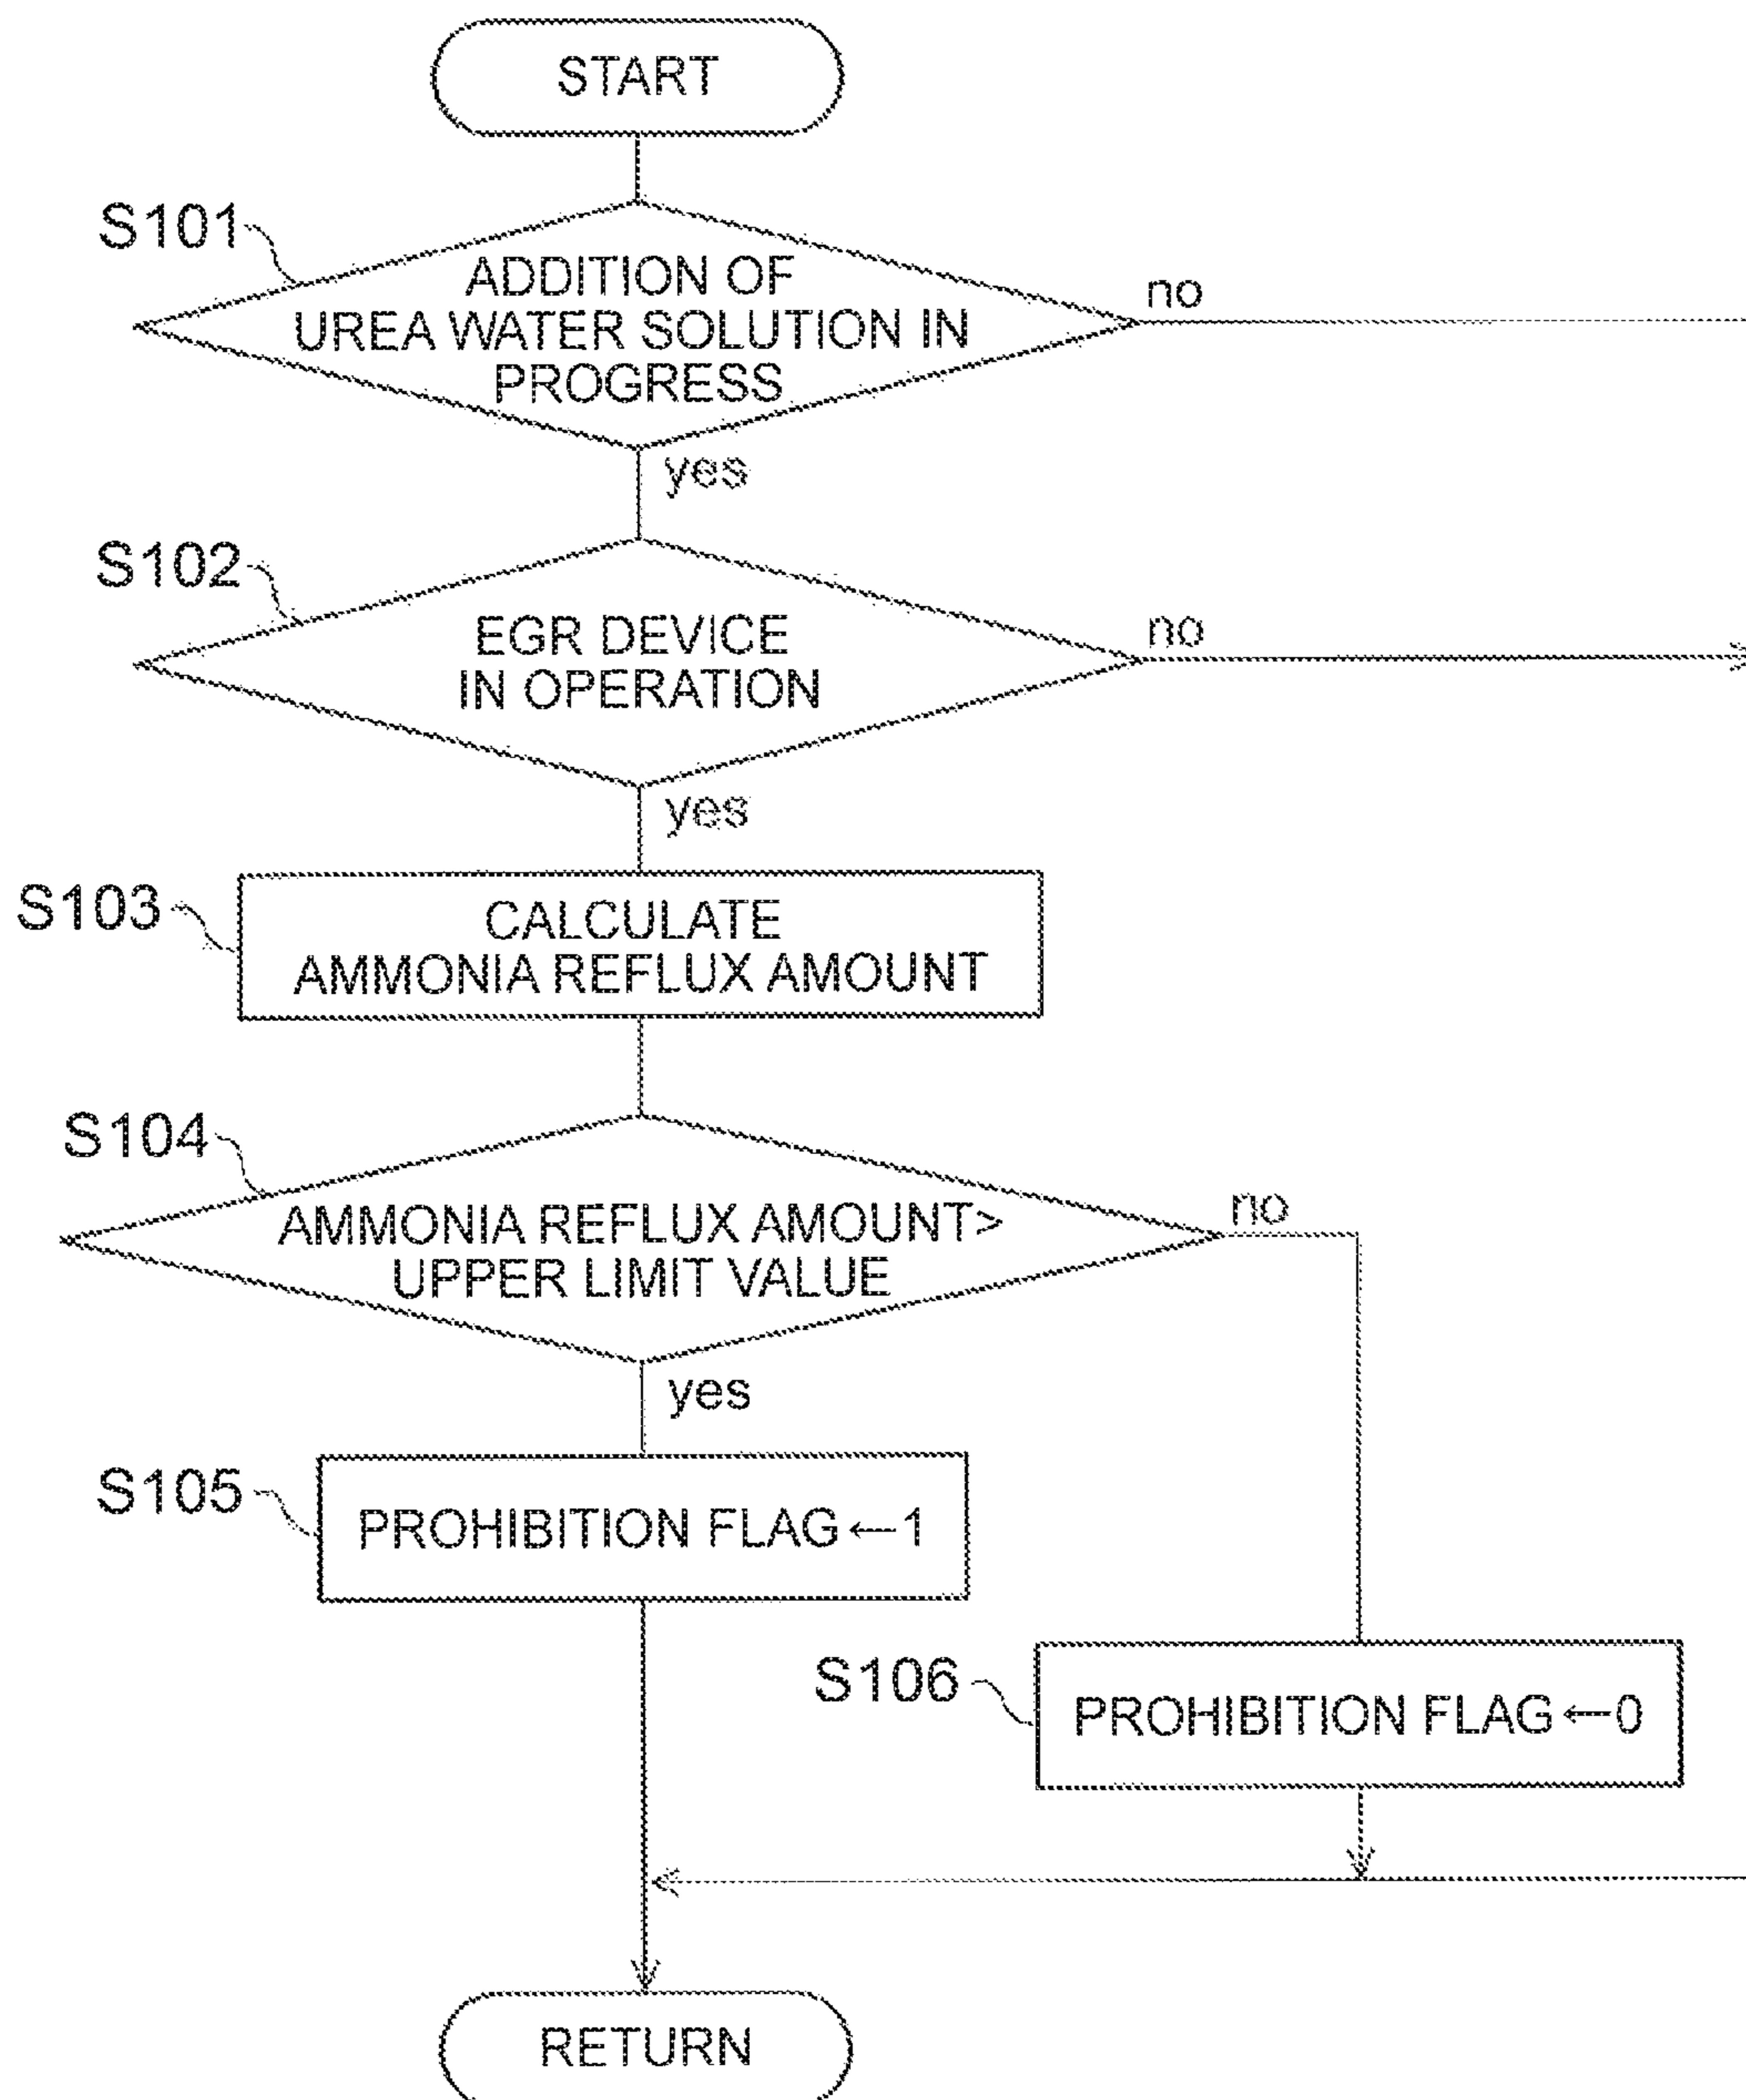 START
S101
ADDITION OF
UREA WATER SOLUTION IN
PROGRESS
no
yes
S102
EGR DEVICE
IN OPERATION
no
yes
S103
CALCULATE
AMMONIA REFLUX AMOUNT
S104
AMMONIA REFLUX AMOUNT>
UPPER LIMIT VALUE
no
yes
S105
PROHIBITION FLAG←1
S106
PROHIBITION FLAG←0
RETURN